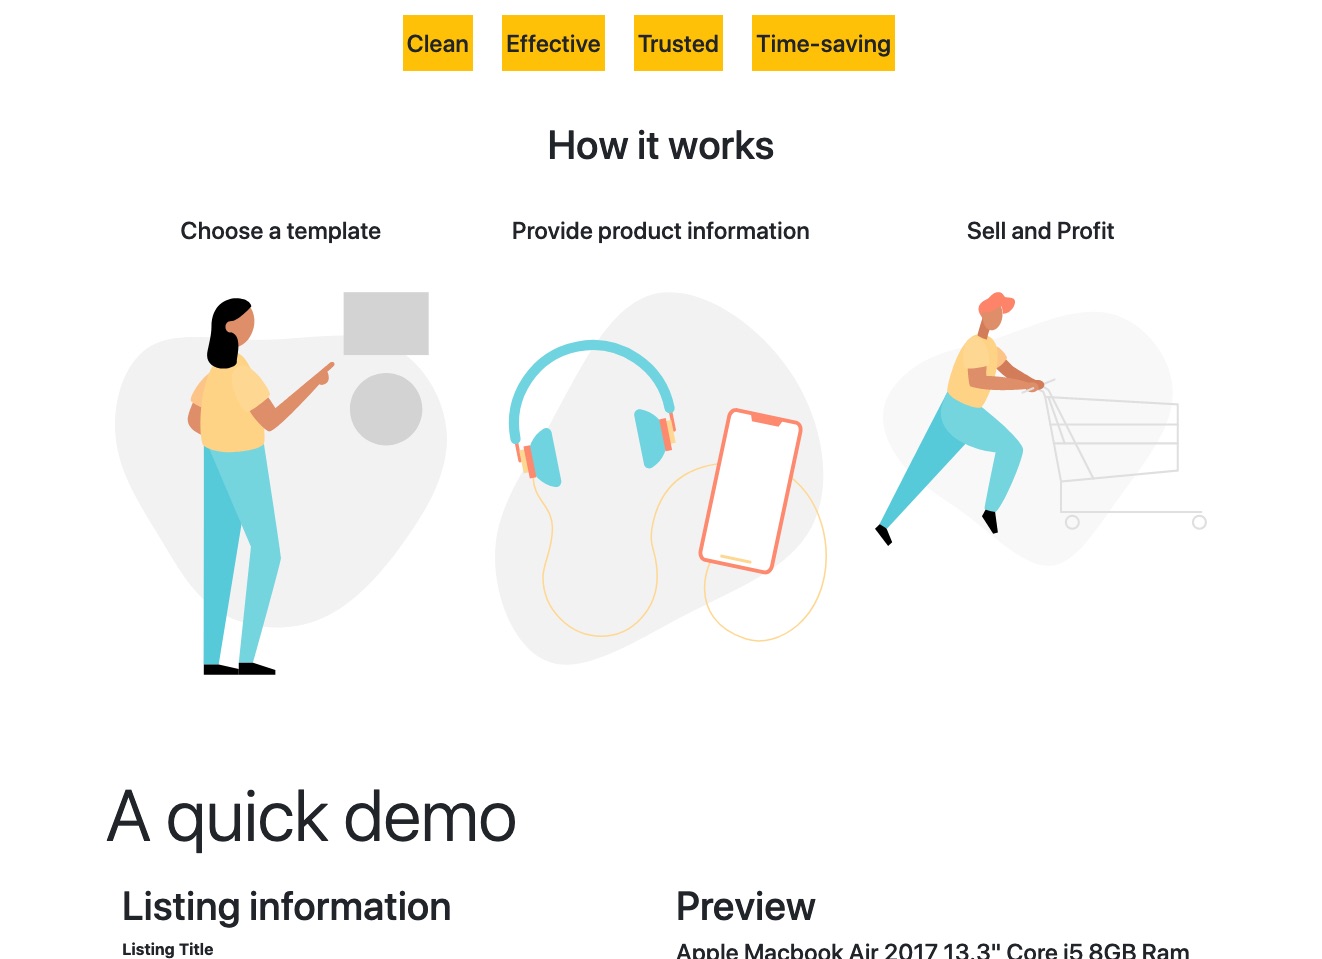 Clean Effective Trusted Time-saving
How it works
Choose a template
Provide product information
Sell and Profit
A quick demo
Listing information
Preview
Listing Title
Apple Macbook Air 2017 13.3" Core i5 8GB Ram